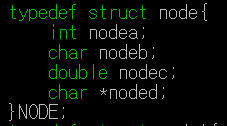 typedef struct node{
    int nodea;
    char nodeb;
    double nodec;
    char *noded;
}NODE;